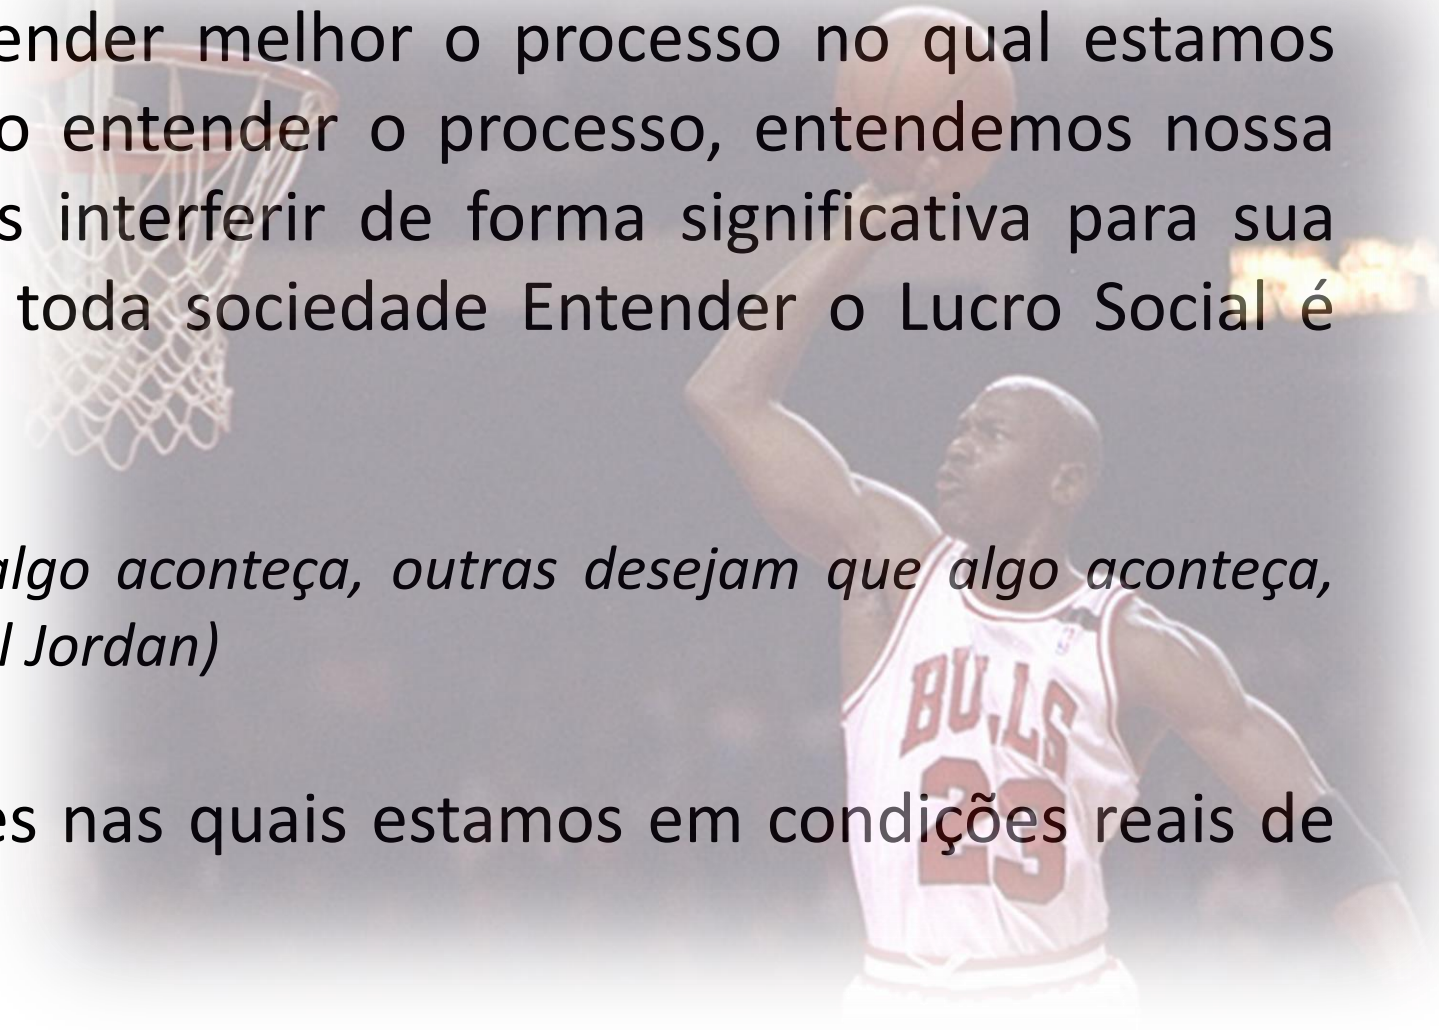 ender melhor o processo no qual estamos
o entender o processo, entendemos nossa
s interferir de forma significativa para sua
toda sociedade Entender o Lucro Social é
algo aconteça, outras desejam que algo aconteça,
l Jordan)
BULLS
23
es nas quais estamos em condições reais de